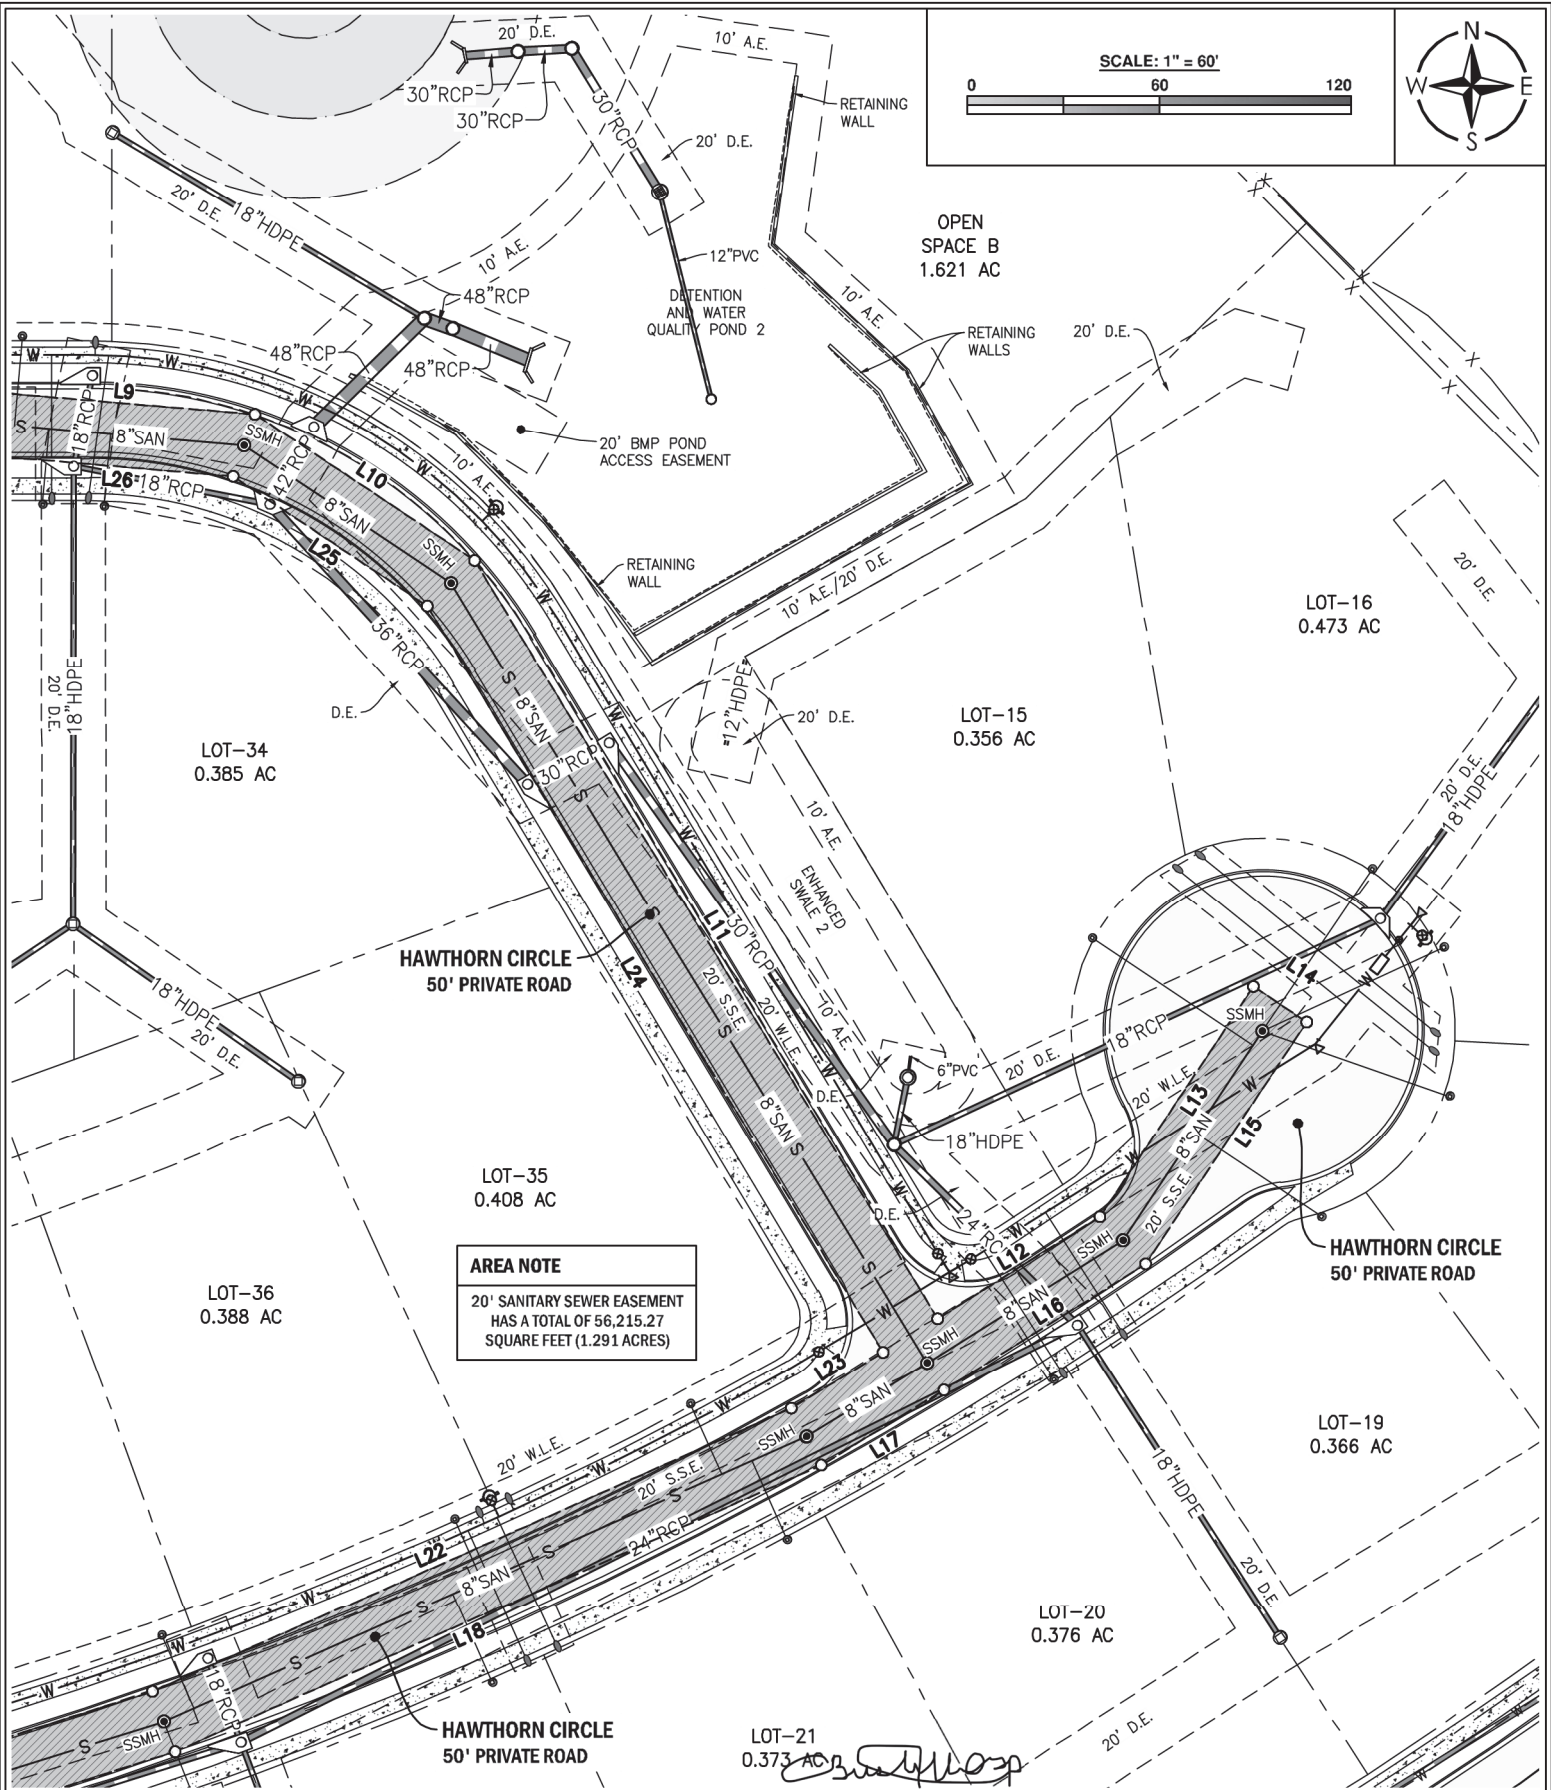 SCALE: 1" = 60'
0 60 120
N
W E
S
20' D.E.
10' A.E.
30"RCP
30"RCP
30"RCP
20' D.E.
RETAINING
WALL
20' D.E.
18"HDPE
10' A.E.
12"PVC
OPEN
SPACE B
1.621 AC
DETENTION
AND WATER
QUALITY POND 2
10' A.E.
48"RCP
48"RCP
48"RCP
RETAINING
WALLS
20' D.E.
W
W
W
L9
18"RCP
S
8"SAN
SSMH
L26
18"RCP
42"RCP
L10
W
10' A.E.
20' BMP POND
ACCESS EASEMENT
8"SAN
SSMH
L25
RETAINING
WALL
W
10' A.E./20' D.E.
LOT-16
0.473 AC
20' D.E.
36"RCP
20' D.E.
18"HDPE
D.E.
S
8"SAN
W
"12"HDPE"
20' D.E.
LOT-15
0.356 AC
LOT-34
0.385 AC
30"RCP
S
W
10' A.E.
20' D.E.
18"HDPE
ENHANCED
SWALE 2
S
L11
30"RCP
HAWTHORN CIRCLE
50' PRIVATE ROAD
L24
20' S.S.E.
20' W.L.E.
10' A.E.
18"HDPE
20' D.E.
S
W
L14
W
SSMH
18"RCP
20' D.E.
6"PVC
D.E.
20' W.L.E.
L13
W
8"SAN
L15
8"SAN
S
18"HDPE
W
LOT-35
0.408 AC
W
D.E.
24"RCP
W
20' S.S.E.
L12
SSMH
HAWTHORN CIRCLE
50' PRIVATE ROAD
AREA NOTE
20' SANITARY SEWER EASEMENT
HAS A TOTAL OF 56,215.27
SQUARE FEET (1.291 ACRES)
S
LOT-36
0.388 AC
W
8"SAN
L16
SSMH
L23
W
8"SAN
SSMH
L17
LOT-19
0.366 AC
20' W.L.E.
W
20' S.S.E.
S
18"HDPE
24"RCP
L22
S
8"SAN
W
S
L18
20' D.E.
LOT-20
0.376 AC
W
S
18"RCP
W
SSMH
S
HAWTHORN CIRCLE
50' PRIVATE ROAD
LOT-21
0.373 AC
20' D.E.
W
W